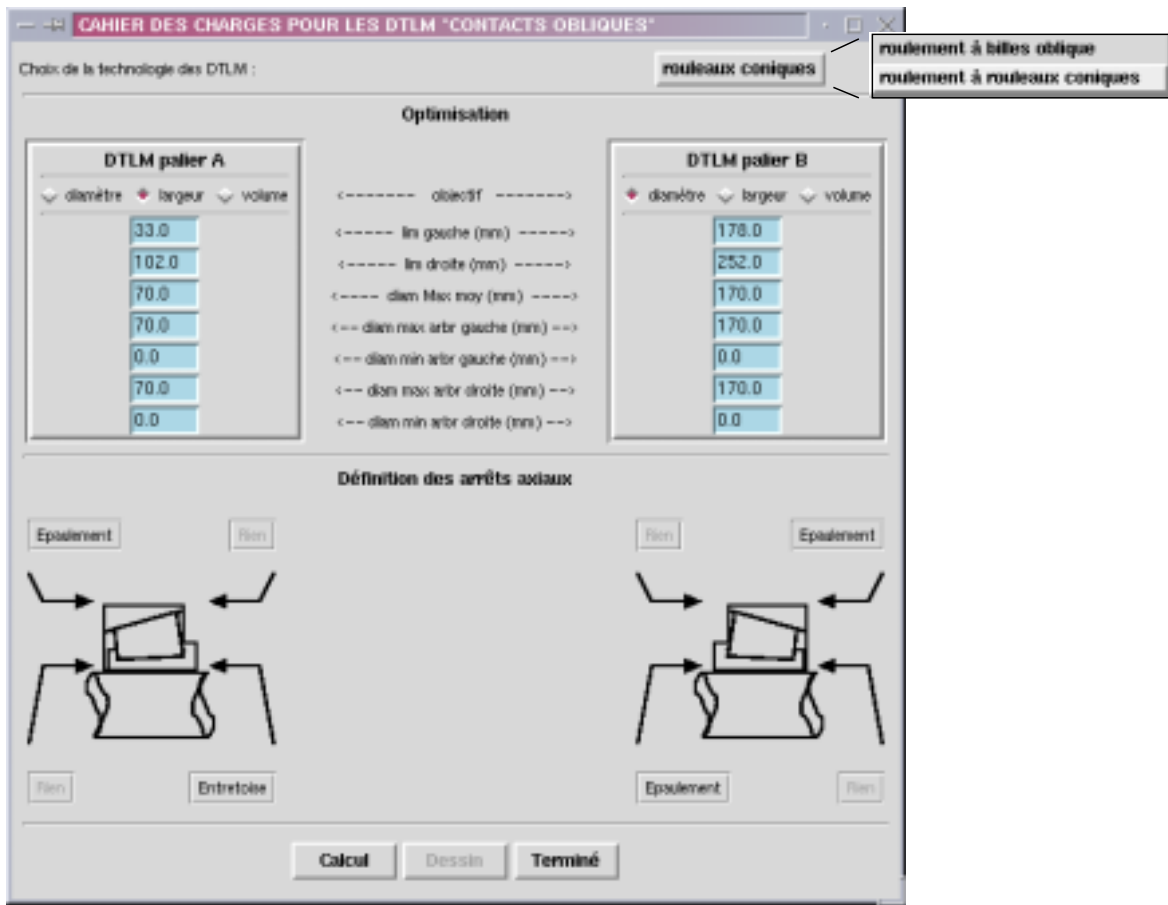 CAHIER DES CHARGES POUR LES DTLM "CONTACTS OBLIQUES"
Choix de la technologie des DTLM :
rouleaux coniques
roulement à billes oblique
roulement à rouleaux coniques
Optimisation
DTLM palier A
DTLM palier B
diamètre largeur volume <------- objectif -------> diamètre largeur volume
33.0 <----- lim gauche (mm) -----> 178.0
102.0 <----- lim droite (mm) -----> 252.0
70.0 <---- diam Max moy (mm) ----> 170.0
70.0 <-- diam max arbr gauche (mm) --> 170.0
0.0 <-- diam min arbr gauche (mm) --> 0.0
70.0 <-- diam max arbr droite (mm) --> 170.0
0.0 <-- diam min arbr droite (mm) --> 0.0
Définition des arrêts axiaux
Epaulement Rien Rien Epaulement
Rien Entretoise Epaulement Rien
Calcul Dessin Terminé